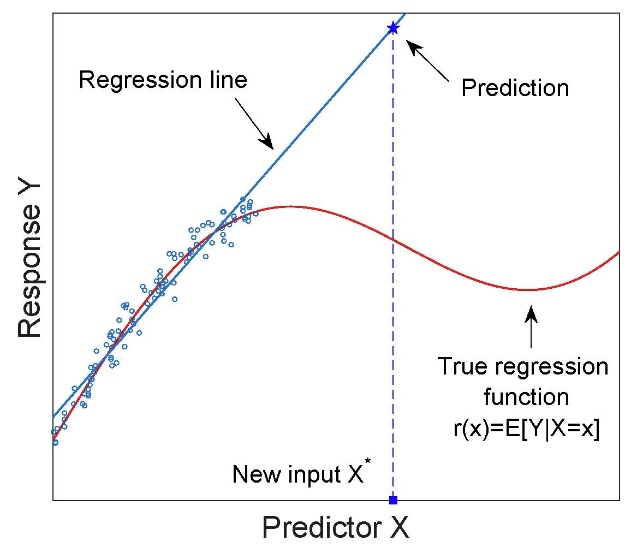 Regression line
Prediction
Response Y
True regression
function
r(x)=E[Y|X=x]
New input X*
Predictor X